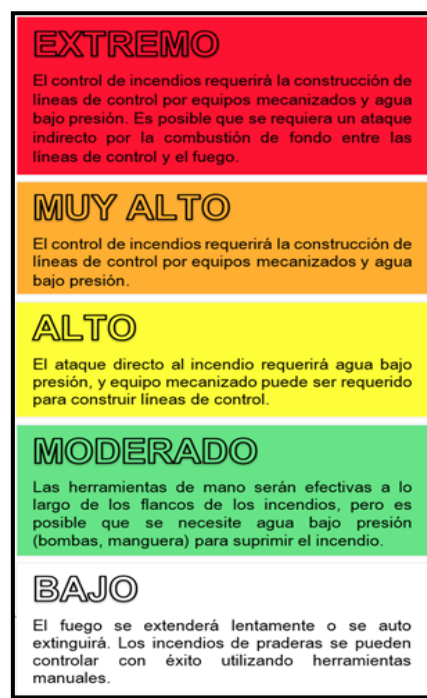 EXTREMO
El control de incendios requerirá la construcción de
líneas de control por equipos mecanizados y agua
bajo presión. Es posible que se requiera un ataque
indirecto por la combustión de fondo entre las
líneas de control y el fuego.
MUY ALTO
El control de incendios requerirá la construcción de
líneas de control por equipos mecanizados y agua
bajo presión.
ALTO
El ataque directo al incendio requerirá agua bajo
presión, y equipo mecanizado puede ser requerido
para construir líneas de control.
MODERADO
Las herramientas de mano serán efectivas a lo
largo de los flancos de los incendios, pero es
posible que se necesite agua bajo presión
(bombas, manguera) para suprimir el incendio.
BAJO
El fuego se extenderá lentamente o se auto
extinguirá. Los incendios de praderas se pueden
controlar con éxito utilizando herramientas
manuales.